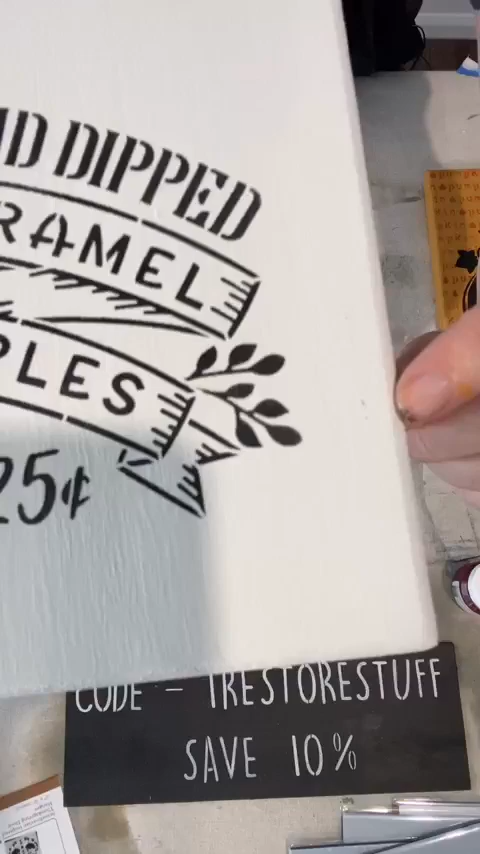 D DIPPED
RAMEL
PLES
25¢
CODE - IRESTORESTUFF
SAVE 10%